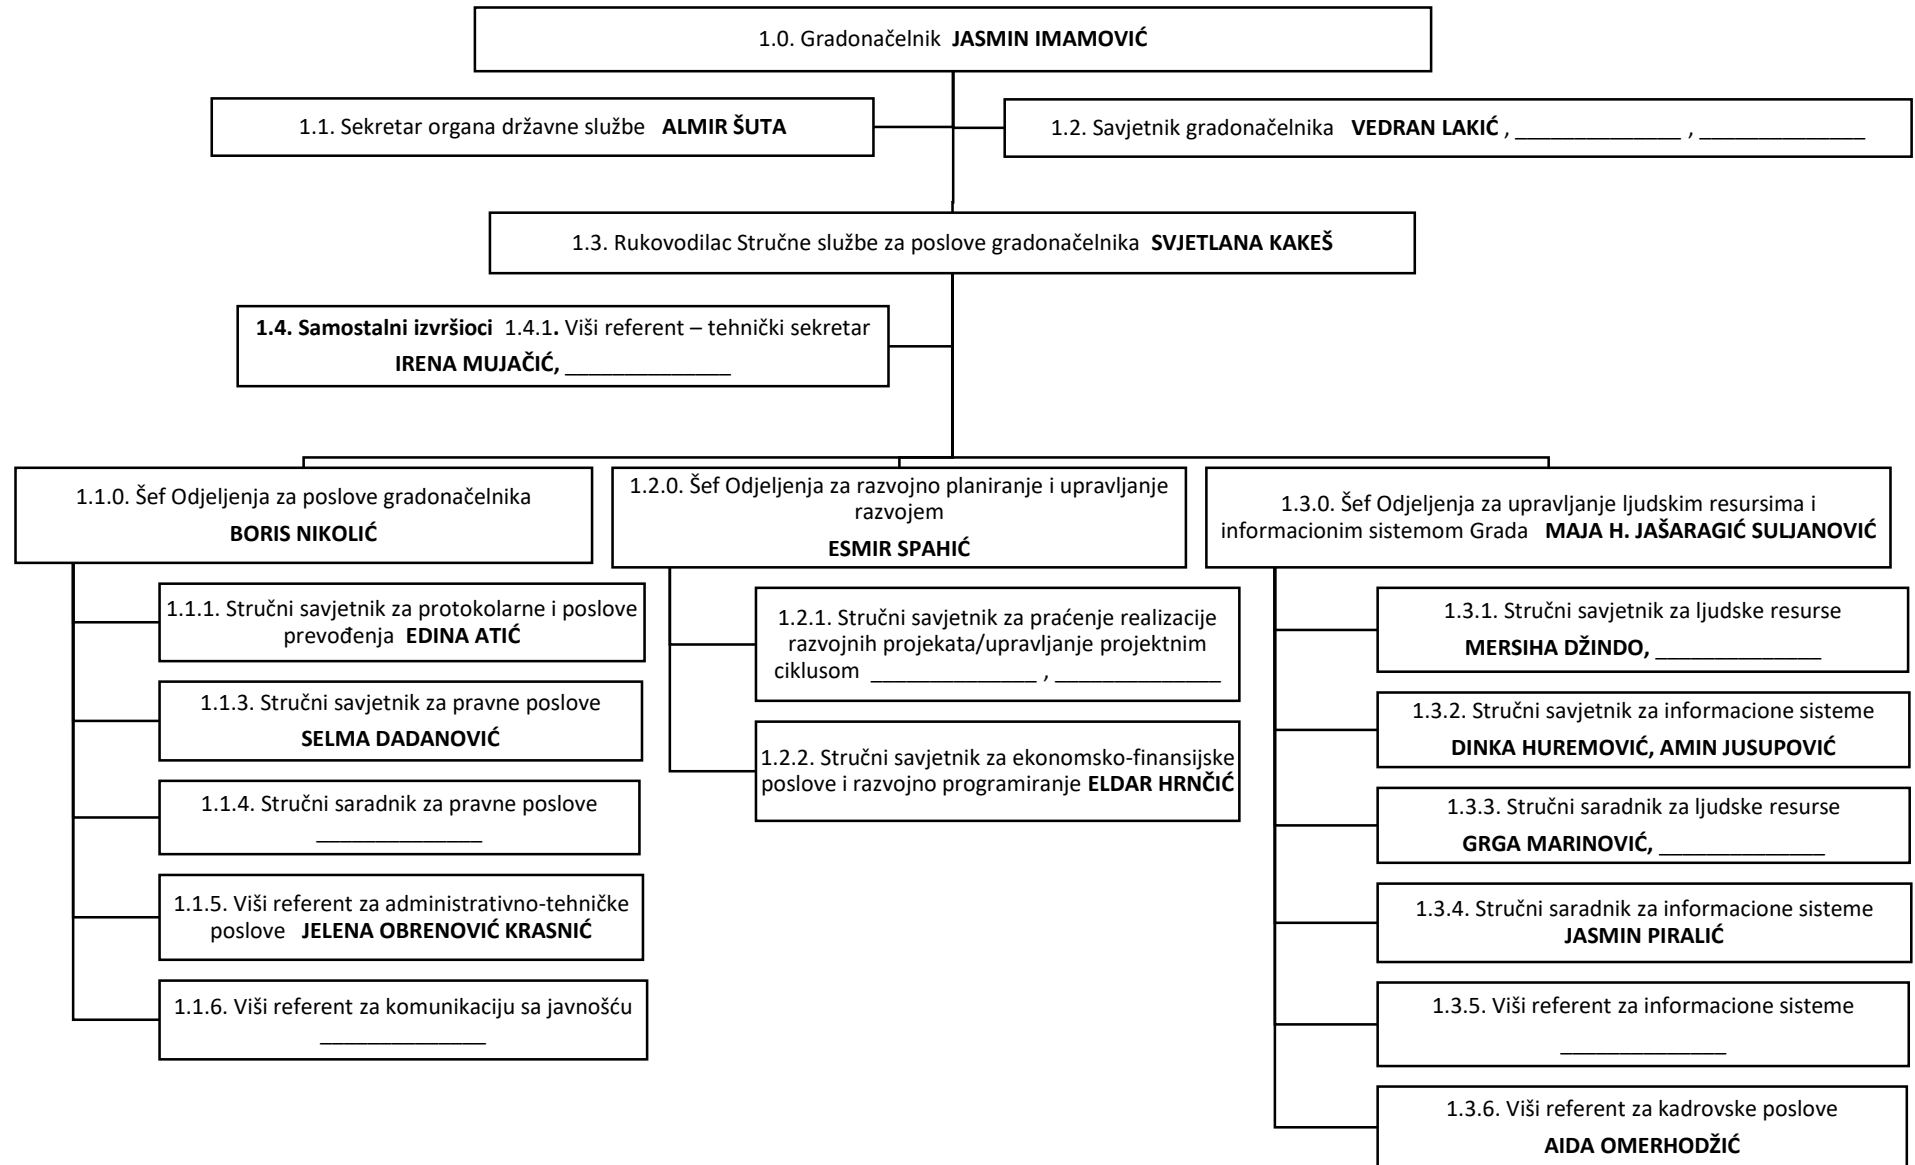 1.0. Gradonačelnik JASMIN IMAMOVIĆ
1.1. Sekretar organa državne službe ALMIR ŠUTA
1.2. Savjetnik gradonačelnika VEDRAN LAKIĆ , ______________ , ______________
1.3. Rukovodilac Stručne službe za poslove gradonačelnika SVJETLANA KAKEŠ
1.4. Samostalni izvršioci 1.4.1. Viši referent – tehnički sekretar
IRENA MUJAČIĆ, ______________
1.1.0. Šef Odjeljenja za poslove gradonačelnika
BORIS NIKOLIĆ
1.1.1. Stručni savjetnik za protokolarne i poslove
prevođenja EDINA ATIĆ
1.1.3. Stručni savjetnik za pravne poslove
SELMA DADANOVIĆ
1.1.4. Stručni saradnik za pravne poslove
______________
1.1.5. Viši referent za administrativno-tehničke
poslove JELENA OBRENOVIĆ KRASNIĆ
1.1.6. Viši referent za komunikaciju sa javnošću
______________
1.2.0. Šef Odjeljenja za razvojno planiranje i upravljanje
razvojem
ESMIR SPAHIĆ
1.2.1. Stručni savjetnik za praćenje realizacije
razvojnih projekata/upravljanje projektnim
ciklusom ______________ , ______________
1.2.2. Stručni savjetnik za ekonomsko-finansijske
poslove i razvojno programiranje ELDAR HRNČIĆ
1.3.0. Šef Odjeljenja za upravljanje ljudskim resursima i
informacionim sistemom Grada MAJA H. JAŠARAGIĆ SULJANOVIĆ
1.3.1. Stručni savjetnik za ljudske resurse
MERSIHA DŽINDO, ______________
1.3.2. Stručni savjetnik za informacione sisteme
DINKA HUREMOVIĆ, AMIN JUSUPOVIĆ
1.3.3. Stručni saradnik za ljudske resurse
GRGA MARINOVIĆ, ______________
1.3.4. Stručni saradnik za informacione sisteme
JASMIN PIRALIĆ
1.3.5. Viši referent za informacione sisteme
______________
1.3.6. Viši referent za kadrovske poslove
AIDA OMERHODŽIĆ